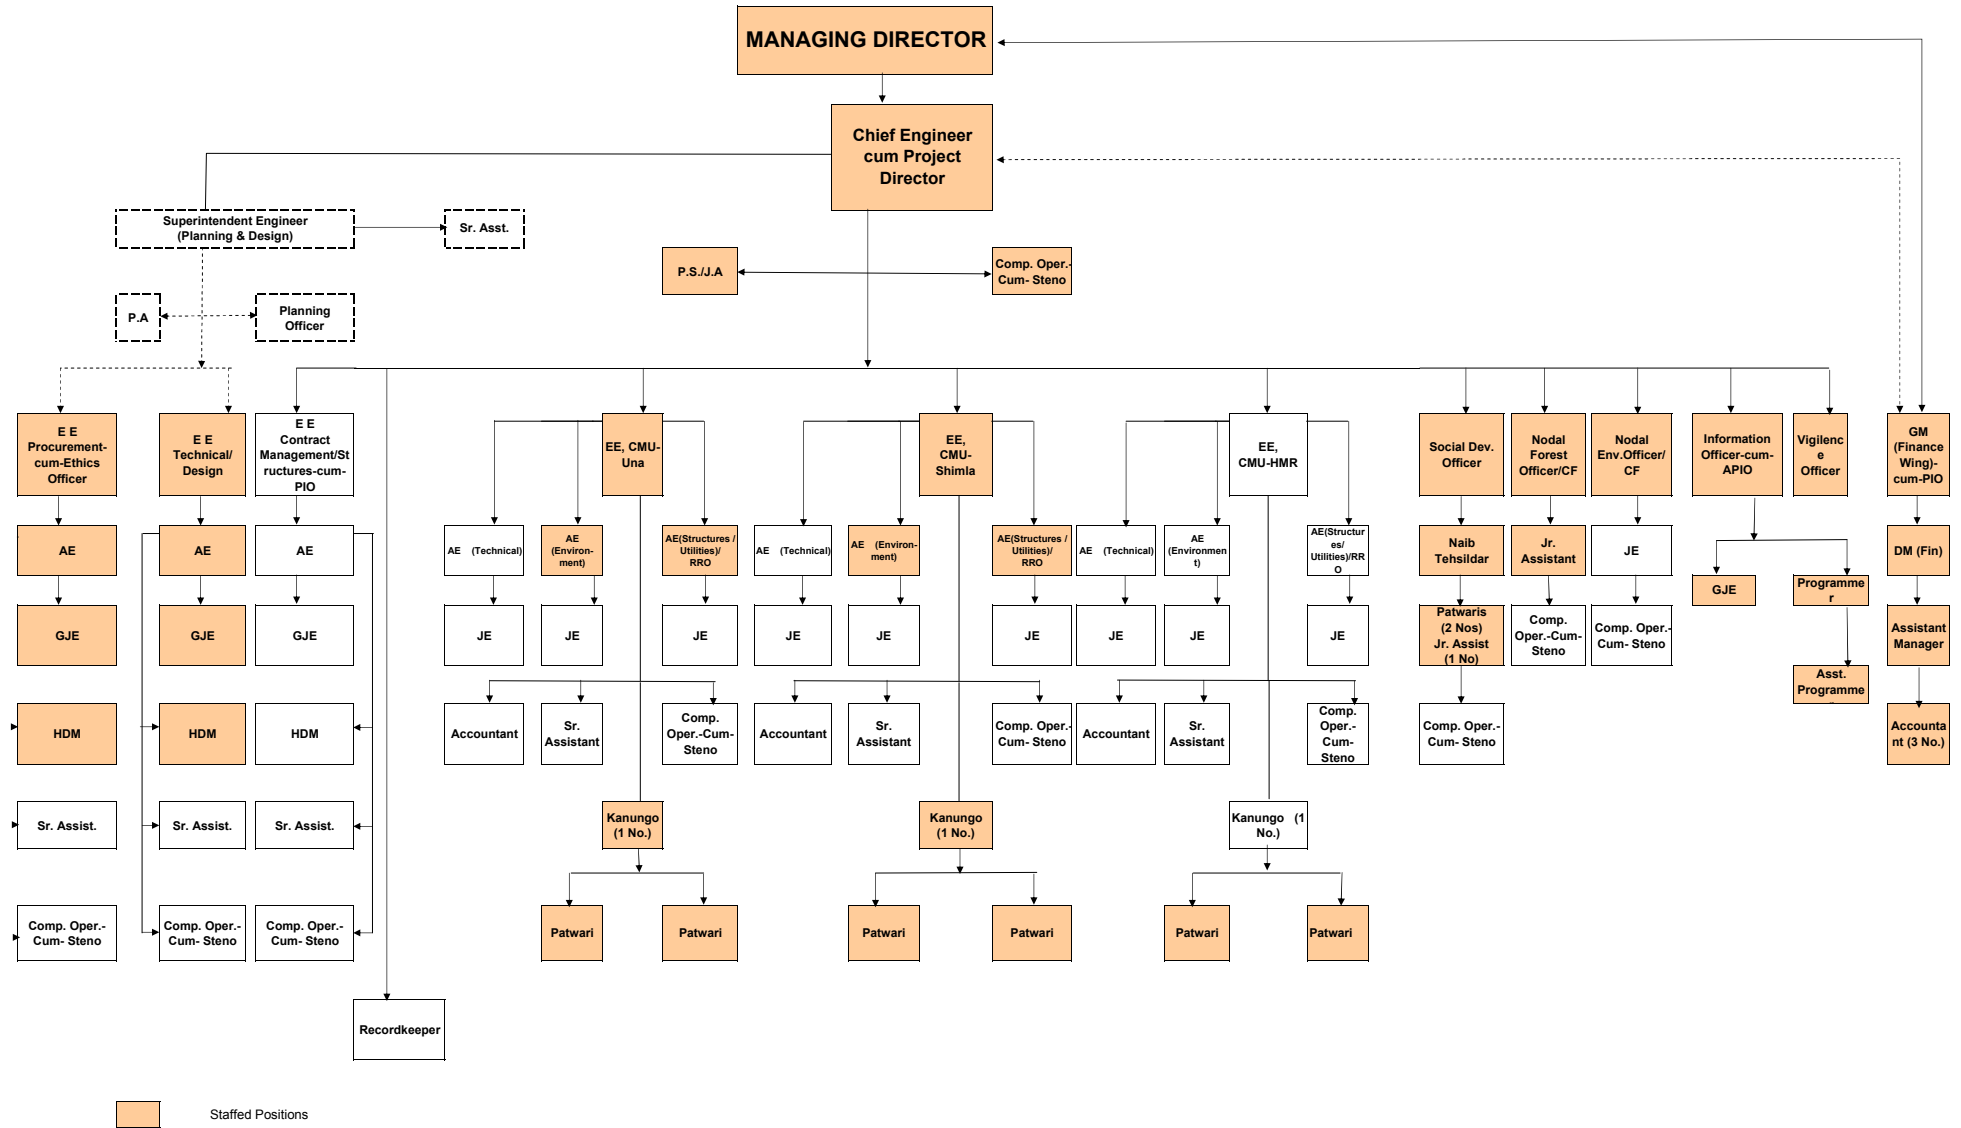 MANAGING DIRECTOR
Chief Engineer
cum Project
Director
Superintendent Engineer
(Planning & Design)
Sr. Asst.
P.S./J.A
Comp. Oper.-
Cum- Steno
P.A
Planning
Officer
E E
Procurement-
cum-Ethics
Officer
E E
Technical/
Design
E E
Contract
Management/St
ructures-cum-
PIO
EE, CMU-
Una
EE,
CMU-
Shimla
EE,
CMU-HMR
Social Dev.
Officer
Nodal
Forest
Officer/CF
Nodal
Env.Officer/
CF
Information
Officer-cum-
APIO
Vigilenc
e
Officer
GM
(Finance
Wing)-
cum-PIO
AE
AE
AE
AE (Technical)
AE
(Environ-
ment)
AE(Structures /
Utilities)/
RRO
AE (Technical)
AE (Environ-
ment)
AE(Structures /
Utilities)/
RRO
AE (Technical)
AE
(Environmen
t)
AE(Structur
es/
Utilities)/RR
O
Naib
Tehsildar
Jr.
Assistant
JE
DM (Fin)
GJE
Programme
r
GJE
GJE
GJE
JE
JE
JE
JE
JE
JE
JE
JE
JE
Patwaris
(2 Nos)
Jr. Assist
(1 No)
Comp.
Oper.-Cum-
Steno
Comp. Oper.-
Cum- Steno
Assistant
Manager
Asst.
Programme
HDM
HDM
HDM
Accountant
Sr.
Assistant
Comp.
Oper.-Cum-
Steno
Accountant
Sr.
Assistant
Comp. Oper.-
Cum- Steno
Accountant
Sr.
Assistant
Comp.
Oper.-
Cum-
Steno
Comp. Oper.-
Cum- Steno
Accounta
nt (3 No.)
Sr. Assist.
Sr. Assist.
Sr. Assist.
Kanungo
(1 No.)
Kanungo
(1 No.)
Kanungo (1
No.)
Comp. Oper.-
Cum- Steno
Comp. Oper.-
Cum- Steno
Comp. Oper.-
Cum- Steno
Patwari
Patwari
Patwari
Patwari
Patwari
Patwari
Recordkeeper
Staffed Positions